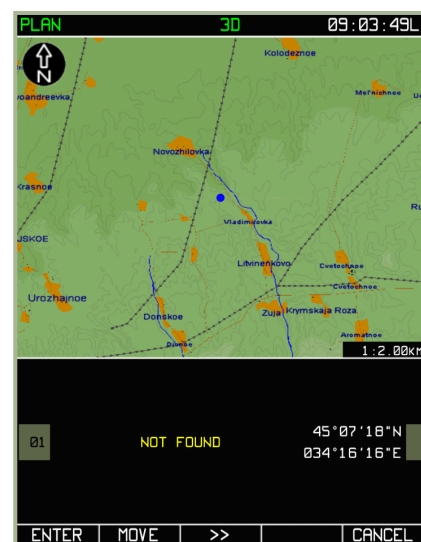 PLAN 3D 09:03:49L
Kolodeznoe
N
Mel'nichnoe
Novozhilovka
Krasnoe
Vladimirovka
Litvinenkovo
Cvetochnoe
Cvetochnoe
Urozhajnoe
Donskoe
Zuja Krymskaja Roza
Aromatnoe
1:2.00KM
45°07'18"N
01 NOT FOUND
034°16'16"E
ENTER MOVE >> CANCEL